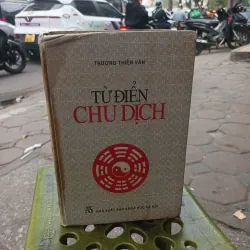 TRƯƠNG THIỆN VĂN
TỪ ĐIỂN
CHU DỊCH